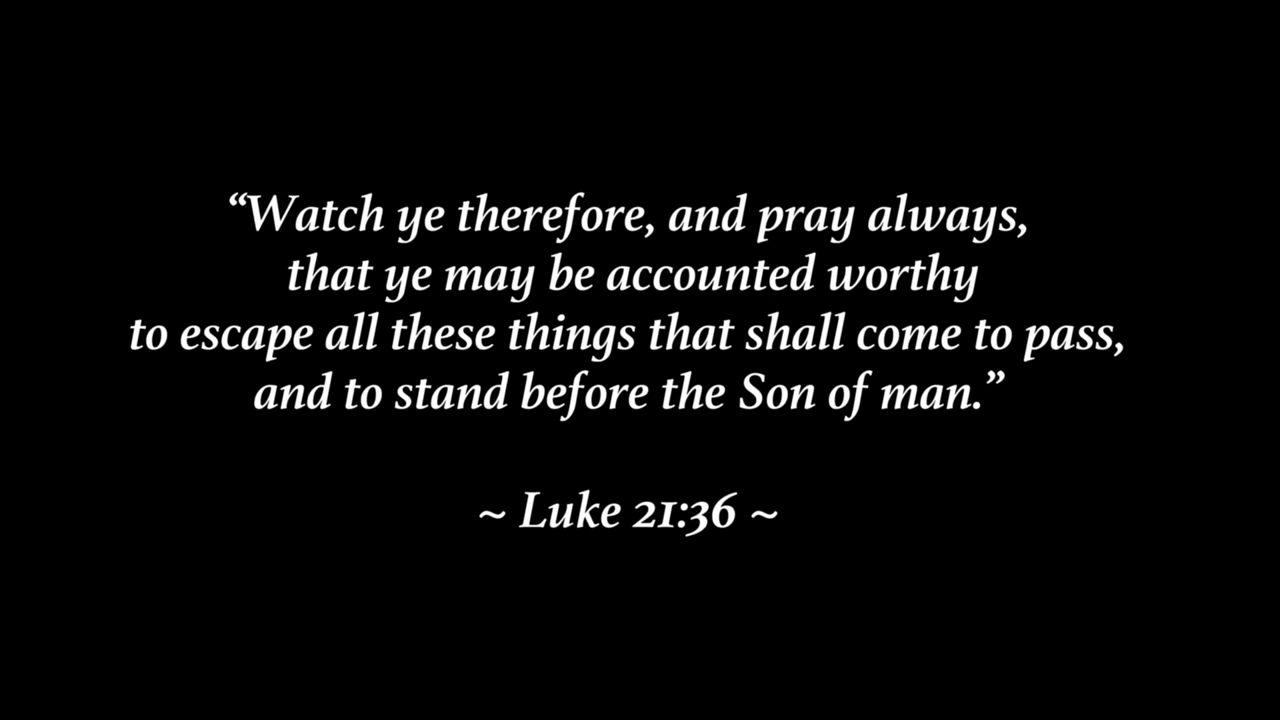 “Watch ye therefore, and pray always,
that ye may be accounted worthy
to escape all these things that shall come to pass,
and to stand before the Son of man.”
~ Luke 21:36 ~